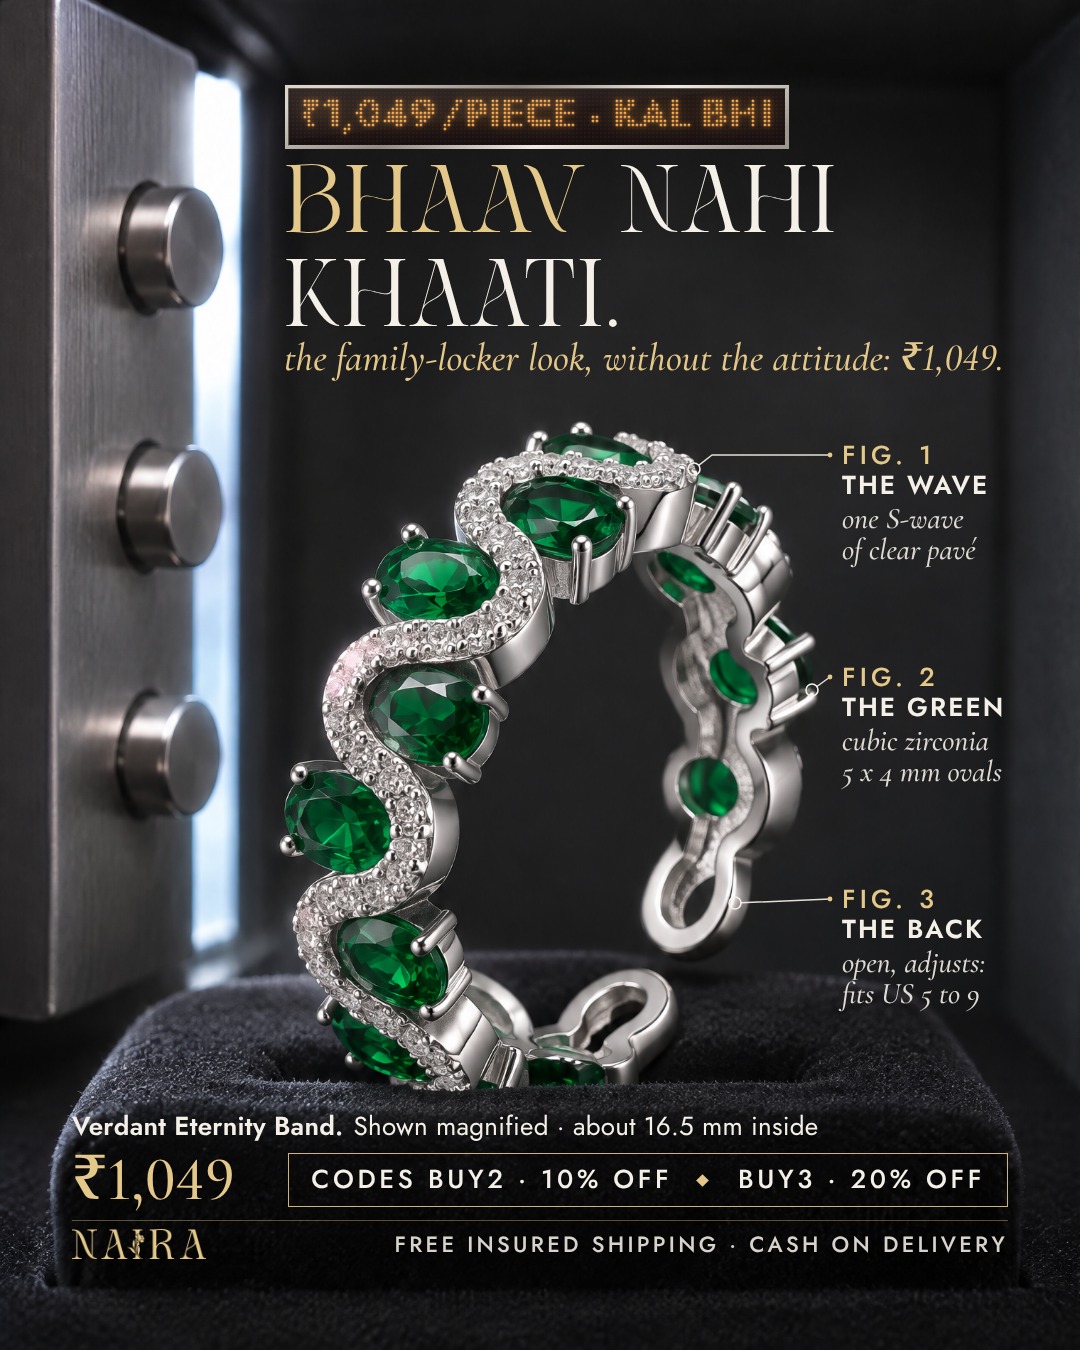 ₹1,049/PIECE · KAL BHI
BHAAV NAHI
KHAATI.
the family-locker look, without the attitude: ₹1,049.
FIG. 1
THE WAVE
one S-wave
of clear pavé
FIG. 2
THE GREEN
cubic zirconia
5 x 4 mm ovals
FIG. 3
THE BACK
open, adjusts:
fits US 5 to 9
Verdant Eternity Band. Shown magnified · about 16.5 mm inside
₹1,049
CODES BUY2 · 10% OFF ◆ BUY3 · 20% OFF
NAIRA
FREE INSURED SHIPPING · CASH ON DELIVERY